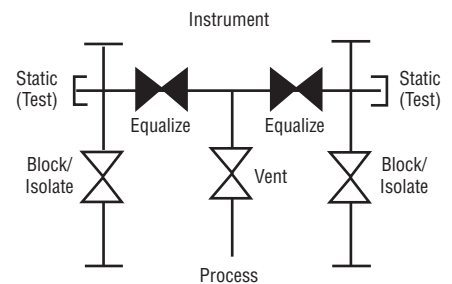 Instrument
Static
(Test)
Static
(Test)
Equalize
Equalize
Block/
Isolate
Vent
Block/
Isolate
Process